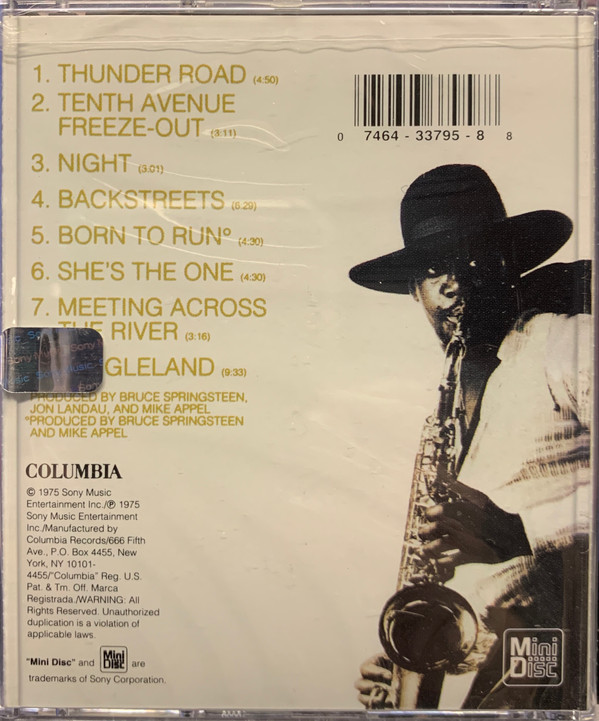 1. THUNDER ROAD (4:50)
2. TENTH AVENUE
FREEZE-OUT (3:11)
3. NIGHT (3:01)
4. BACKSTREETS (6:29)
5. BORN TO RUN° (4:30)
6. SHE'S THE ONE (4:30)
7. MEETING ACROSS
THE RIVER (3:16)
GLELAND (9:33)
PRODUCED BY BRUCE SPRINGSTEEN,
JON LANDAU, AND MIKE APPEL
°PRODUCED BY BRUCE SPRINGSTEEN
AND MIKE APPEL
0 7464 - 33795 - 8 8
COLUMBIA
© 1975 Sony Music
Entertainment Inc./℗ 1975
Sony Music Entertainment
Inc./Manufactured by
Columbia Records/666 Fifth
Ave., P.O. Box 4455, New
York, NY 10101-
4455/"Columbia" Reg. U.S.
Pat. & Tm. Off. Marca
Registrada./WARNING: All
Rights Reserved. Unauthorized
duplication is a violation of
applicable laws.
"Mini Disc" and Mini Disc are
trademarks of Sony Corporation.
Mini
Disc